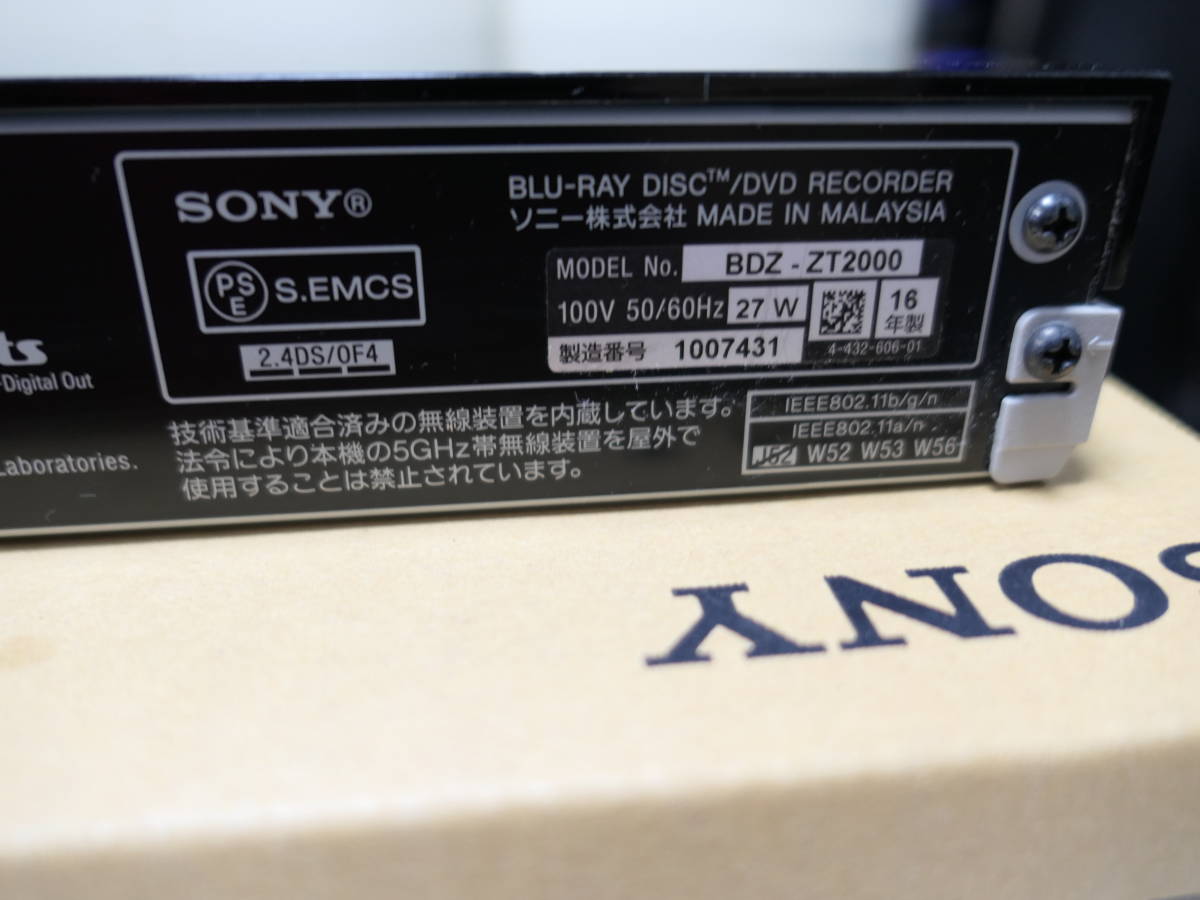 SONY®
BLU-RAY DISC™/DVD RECORDER
ソニー株式会社 MADE IN MALAYSIA
PS
E
S.EMCS
MODEL No. BDZ-ZT2000
100V 50/60Hz 27 W
16
年製
製造番号 1007431
4-432-606-01
2.4DS/OF4
ts
-Digital Out
Laboratories.
技術基準適合済みの無線装置を内蔵しています。
法令により本機の5GHz帯無線装置を屋外で
使用することは禁止されています。
IEEE802.11b/g/n
IEEE802.11a/n
J52 W52 W53 W56
SONY